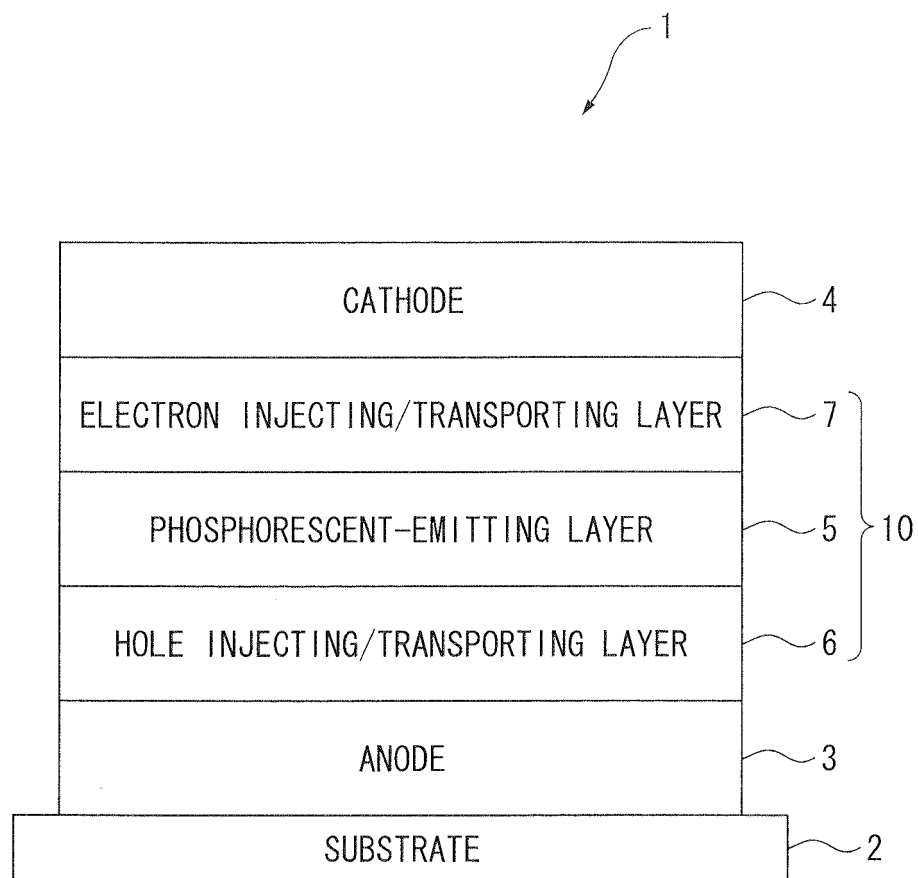 1
CATHODE 4
ELECTRON INJECTING/TRANSPORTING LAYER 7
PHOSPHORESCENT-EMITTING LAYER 5 10
HOLE INJECTING/TRANSPORTING LAYER 6
ANODE 3
SUBSTRATE 2